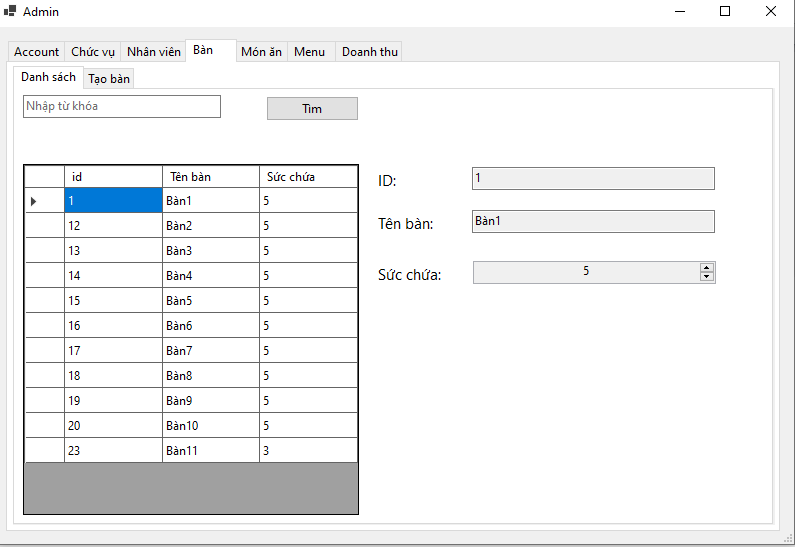 Admin
Account Chức vụ Nhân viên Bàn Món ăn Menu Doanh thu
Danh sách Tạo bàn
Nhập từ khóa Tìm
id Tên bàn Sức chứa
1 Bàn1 5
12 Bàn2 5
13 Bàn3 5
14 Bàn4 5
15 Bàn5 5
16 Bàn6 5
17 Bàn7 5
18 Bàn8 5
19 Bàn9 5
20 Bàn10 5
23 Bàn11 3
ID: 1
Tên bàn: Bàn1
Sức chứa: 5